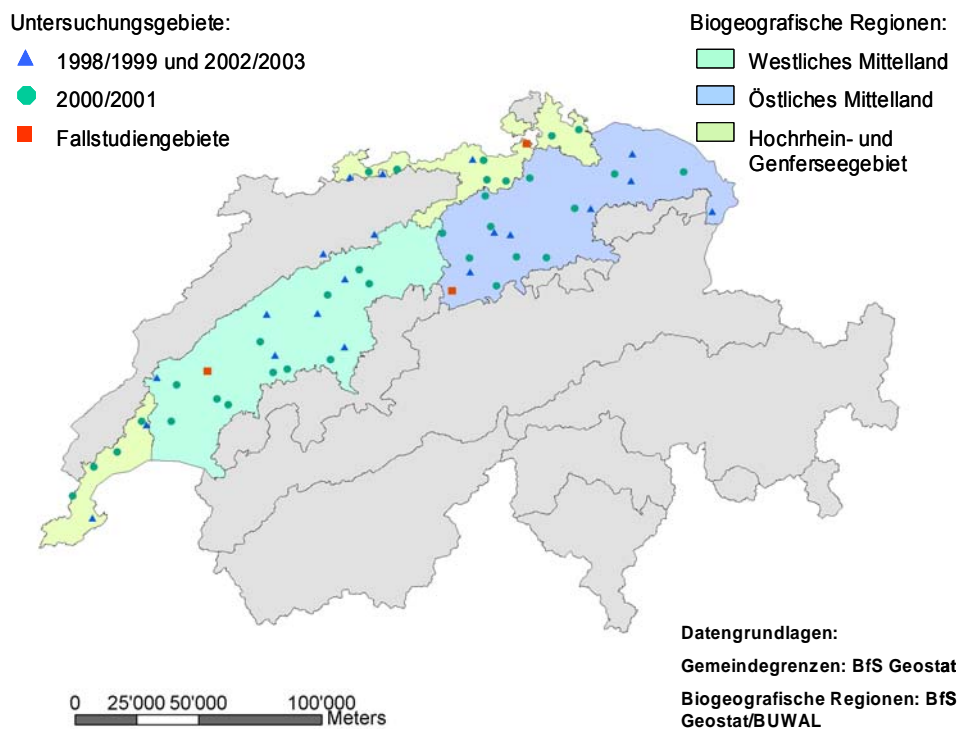 Untersuchungsgebiete:
1998/1999 und 2002/2003
2000/2001
Fallstudiengebiete
Biogeografische Regionen:
Westliches Mittelland
Östliches Mittelland
Hochrhein- und
Genferseegebiet
Datengrundlagen:
Gemeindegrenzen: BfS Geostat
Biogeografische Regionen: BfS
Geostat/BUWAL
0 25'000 50'000 100'000
Meters